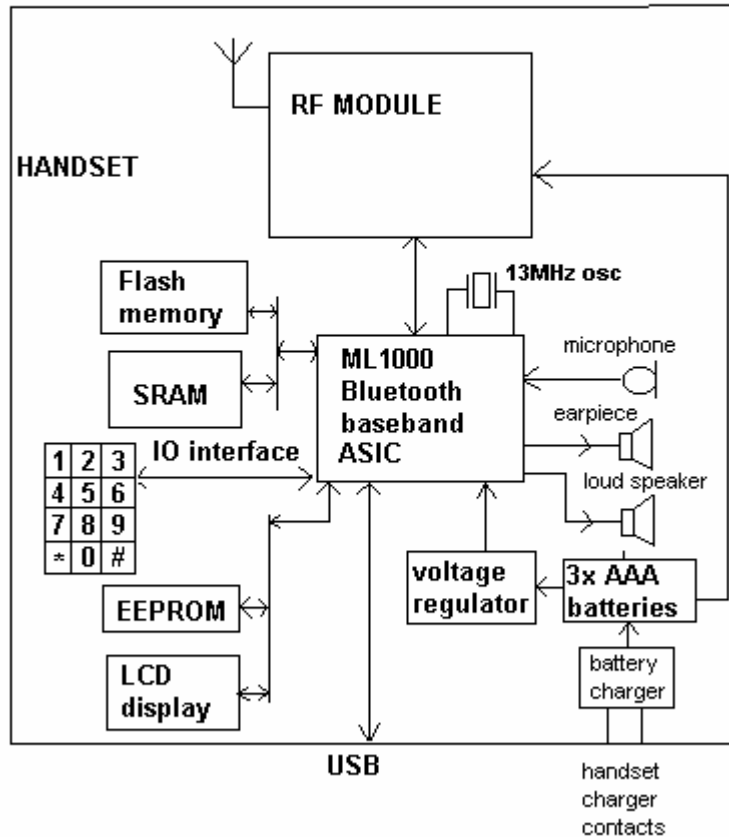 RF MODULE
HANDSET
13MHz osc
Flash
memory
SRAM
ML1000
Bluetooth
baseband
ASIC
microphone
earpiece
loud speaker
IO interface
1 2 3
4 5 6
7 8 9
* 0 #
voltage
regulator
3x AAA
batteries
EEPROM
LCD
display
battery
charger
USB
handset
charger
contacts